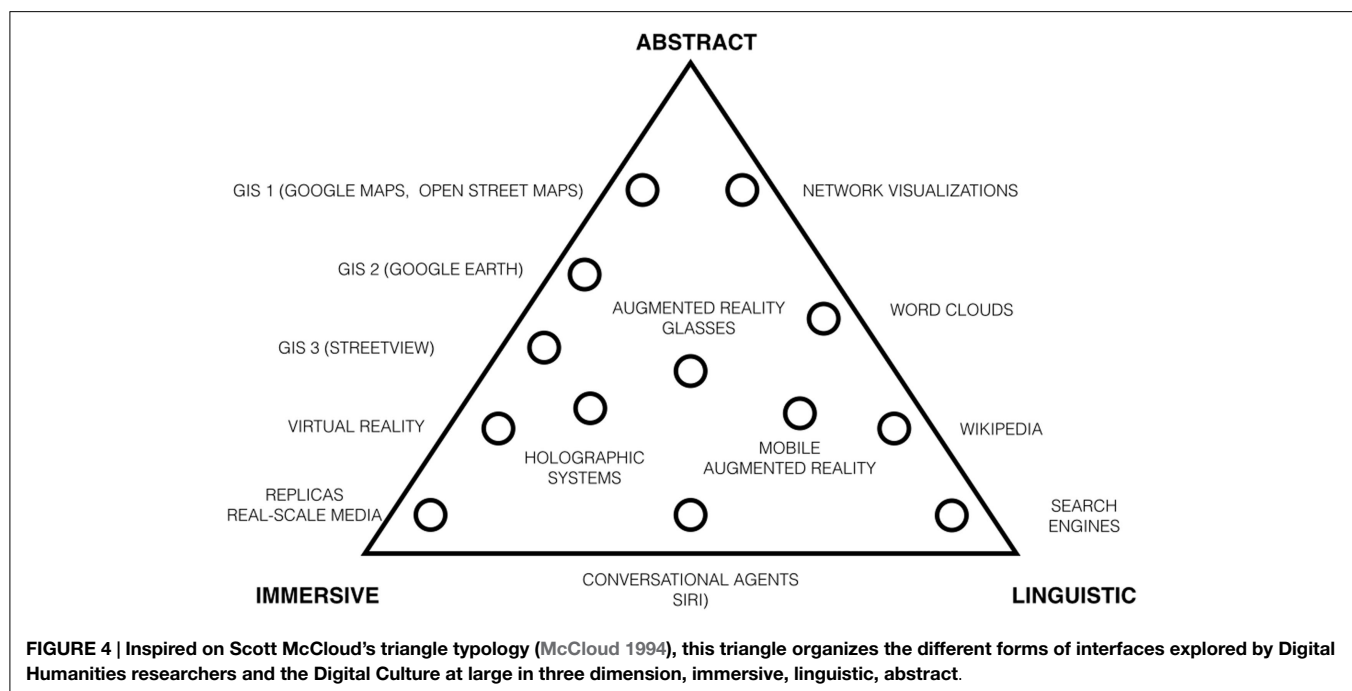 ABSTRACT
GIS 1 (GOOGLE MAPS, OPEN STREET MAPS)
NETWORK VISUALIZATIONS
GIS 2 (GOOGLE EARTH)
AUGMENTED REALITY
GLASSES
WORD CLOUDS
GIS 3 (STREETVIEW)
VIRTUAL REALITY
HOLOGRAPHIC
SYSTEMS
MOBILE
AUGMENTED REALITY
WIKIPEDIA
REPLICAS
REAL-SCALE MEDIA
SEARCH
ENGINES
CONVERSATIONAL AGENTS
SIRI)
IMMERSIVE
LINGUISTIC
FIGURE 4 | Inspired on Scott McCloud's triangle typology (McCloud 1994), this triangle organizes the different forms of interfaces explored by Digital
Humanities researchers and the Digital Culture at large in three dimension, immersive, linguistic, abstract.